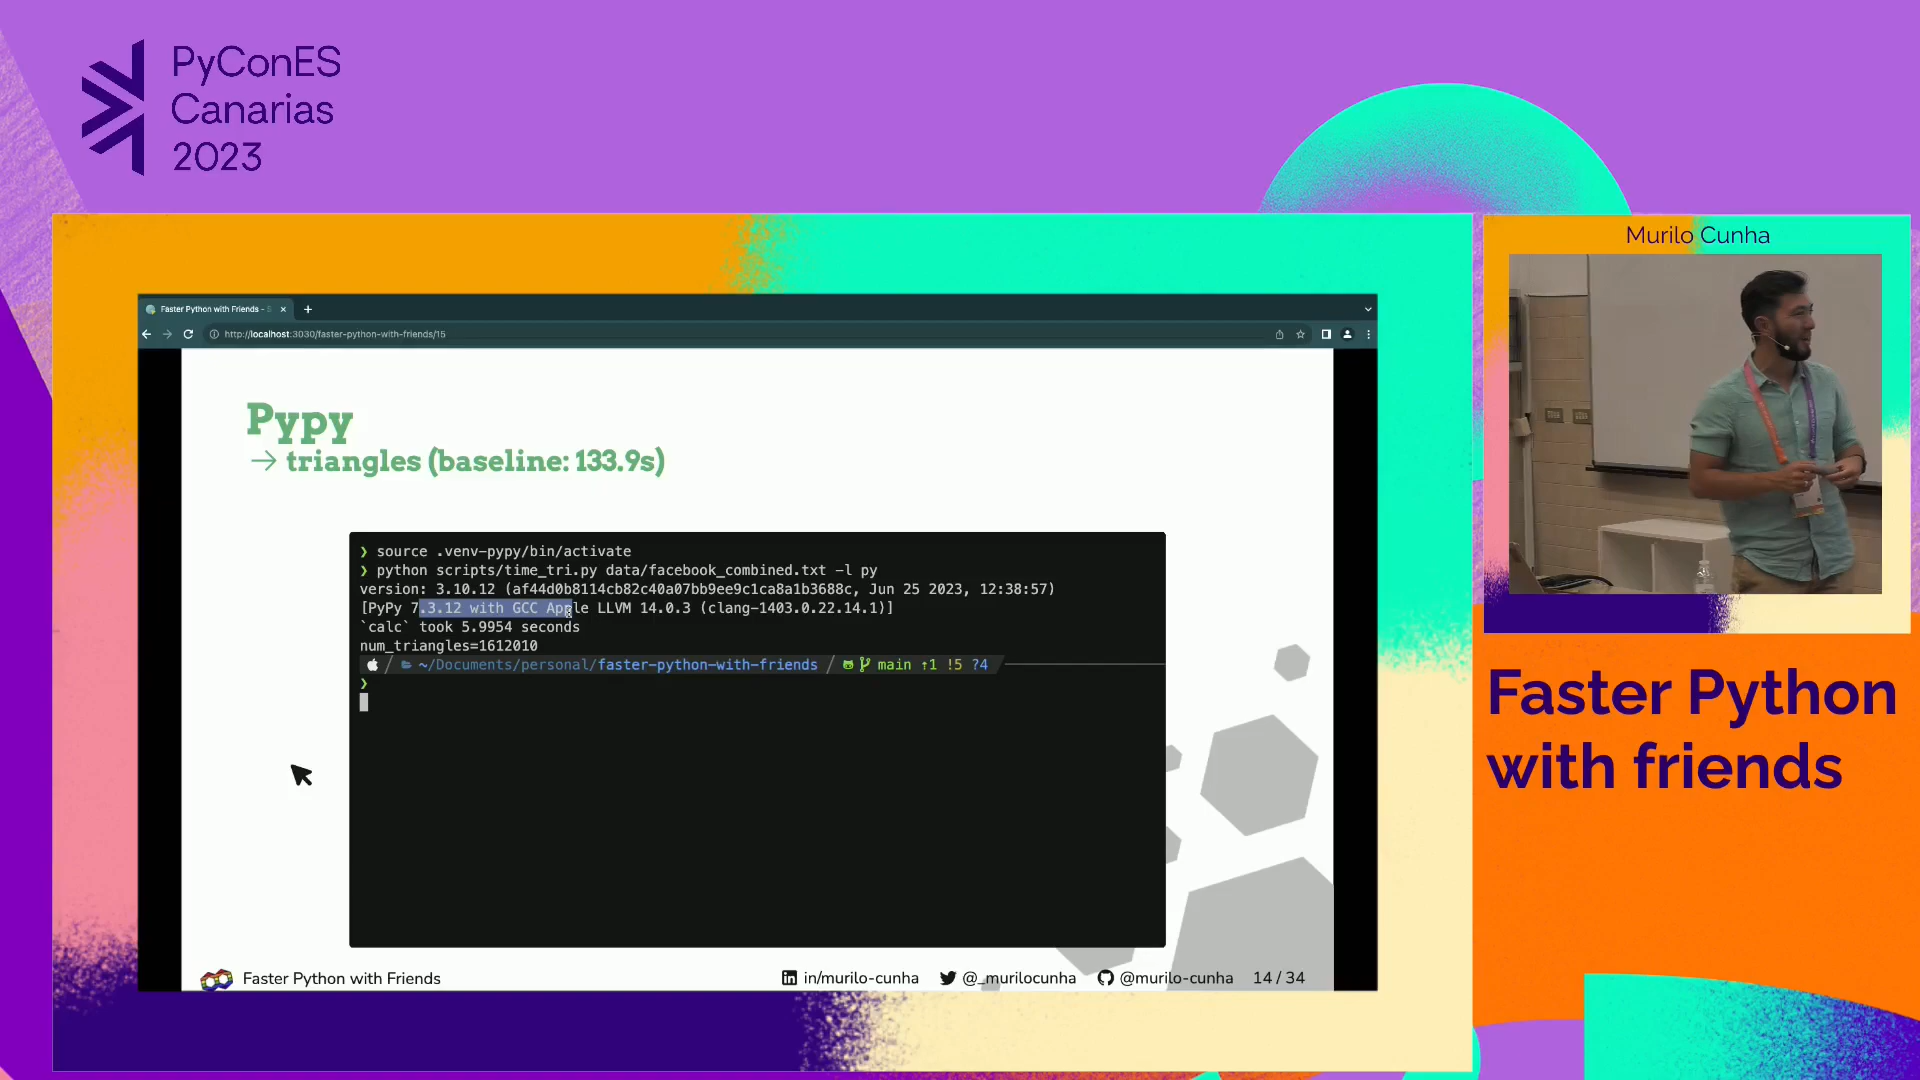 PyConES
Canarias
2023
Murilo Cunha
Faster Python with Friends - S
http://localhost:3030/faster-python-with-friends/15
Pypy
→ triangles (baseline: 133.9s)
❯ source .venv-pypy/bin/activate
❯ python scripts/time_tri.py data/facebook_combined.txt -l py
version: 3.10.12 (af44d0b8114cb82c40a07bb9ee9c1ca8a1b3688c, Jun 25 2023, 12:38:57)
[PyPy 7.3.12 with GCC Apple LLVM 14.0.3 (clang-1403.0.22.14.1)]
`calc` took 5.9954 seconds
num_triangles=1612010
~/Documents/personal/faster-python-with-friends / main ↑1 !5 ?4
❯
Faster Python with Friends
in/murilo-cunha @_murilocunha @murilo-cunha 14 / 34
Faster Python
with friends